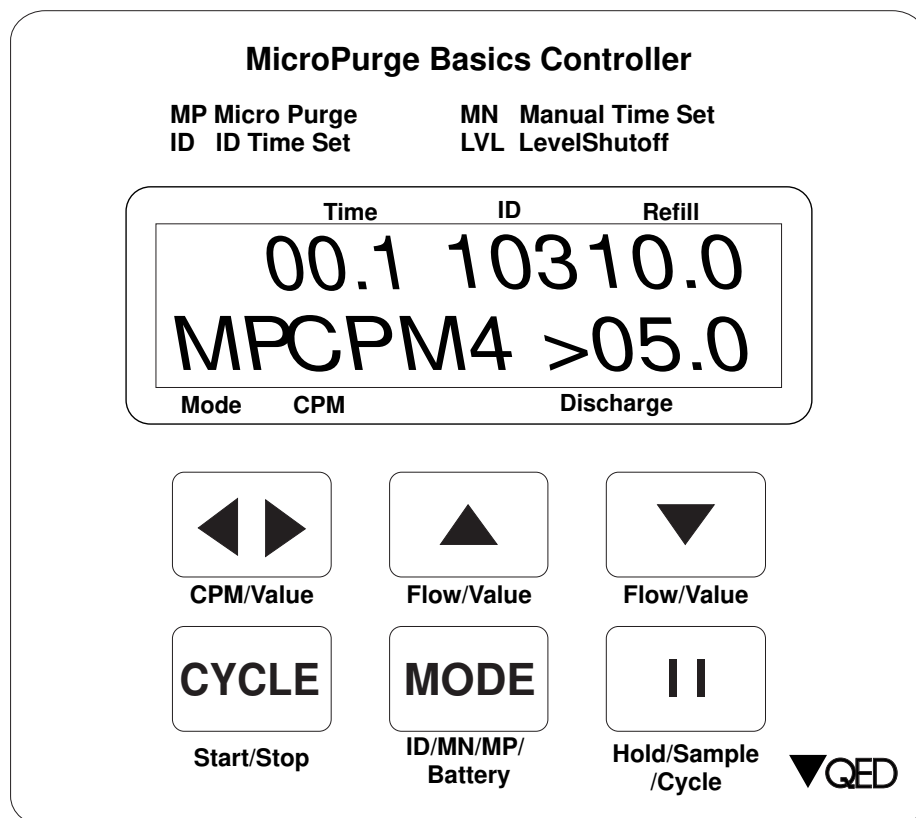 MicroPurge Basics Controller
MP Micro Purge MN Manual Time Set
ID ID Time Set LVL LevelShutoff
Time ID Refill
00.1 10310.0
MPCPM4 >05.0
Mode CPM Discharge
CPM/Value Flow/Value Flow/Value
CYCLE MODE
Start/Stop ID/MN/MP/ Battery Hold/Sample /Cycle
QED